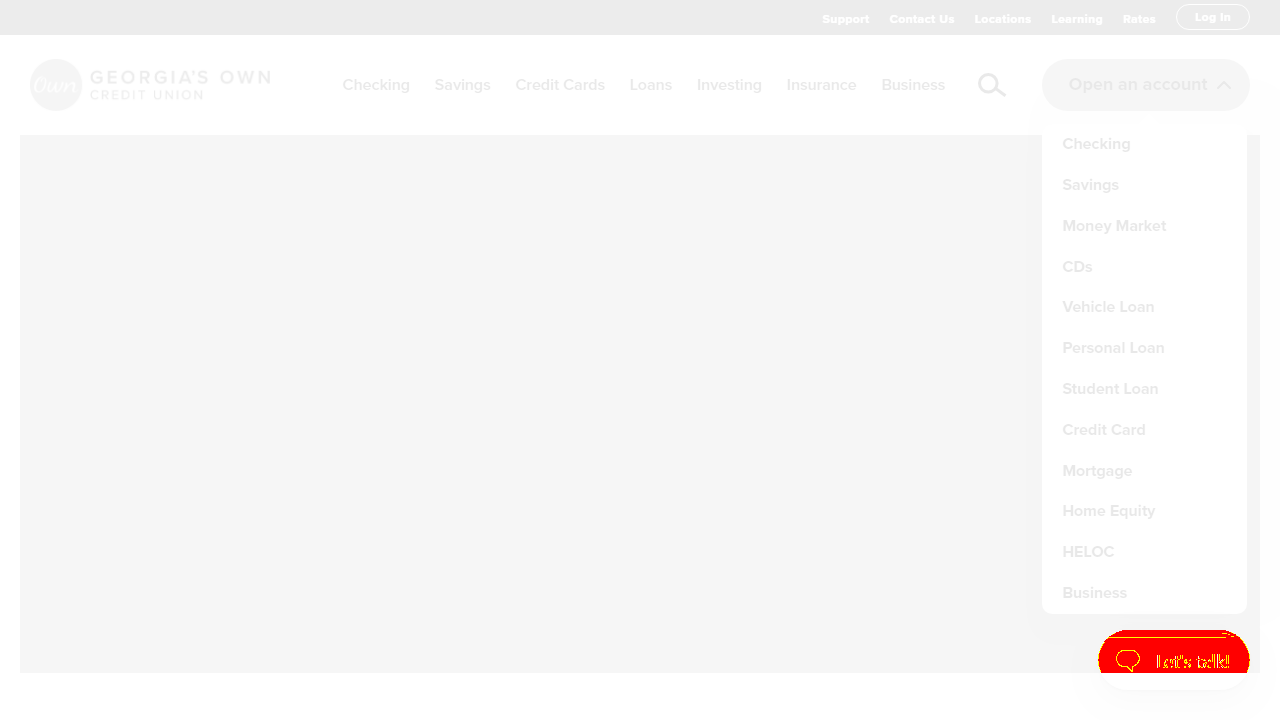 Support Contact Us Locations Learning Rates Log In
Own GEORGIA'S OWN
CREDIT UNION
Checking Savings Credit Cards Loans Investing Insurance Business Open an account
Checking
Savings
Money Market
CDs
Vehicle Loan
Personal Loan
Student Loan
Credit Card
Mortgage
Home Equity
HELOC
Business
Let's talk!